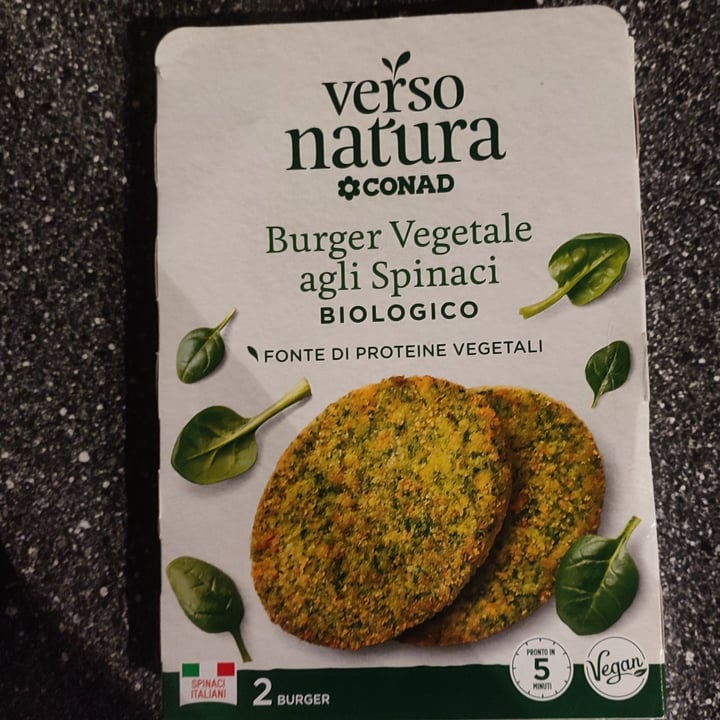 verso
natura
CONAD
Burger Vegetale
agli Spinaci
BIOLOGICO
FONTE DI PROTEINE VEGETALI
SPINACI
ITALIANI
2 BURGER
PRONTO IN
5
MINUTI
Vegan